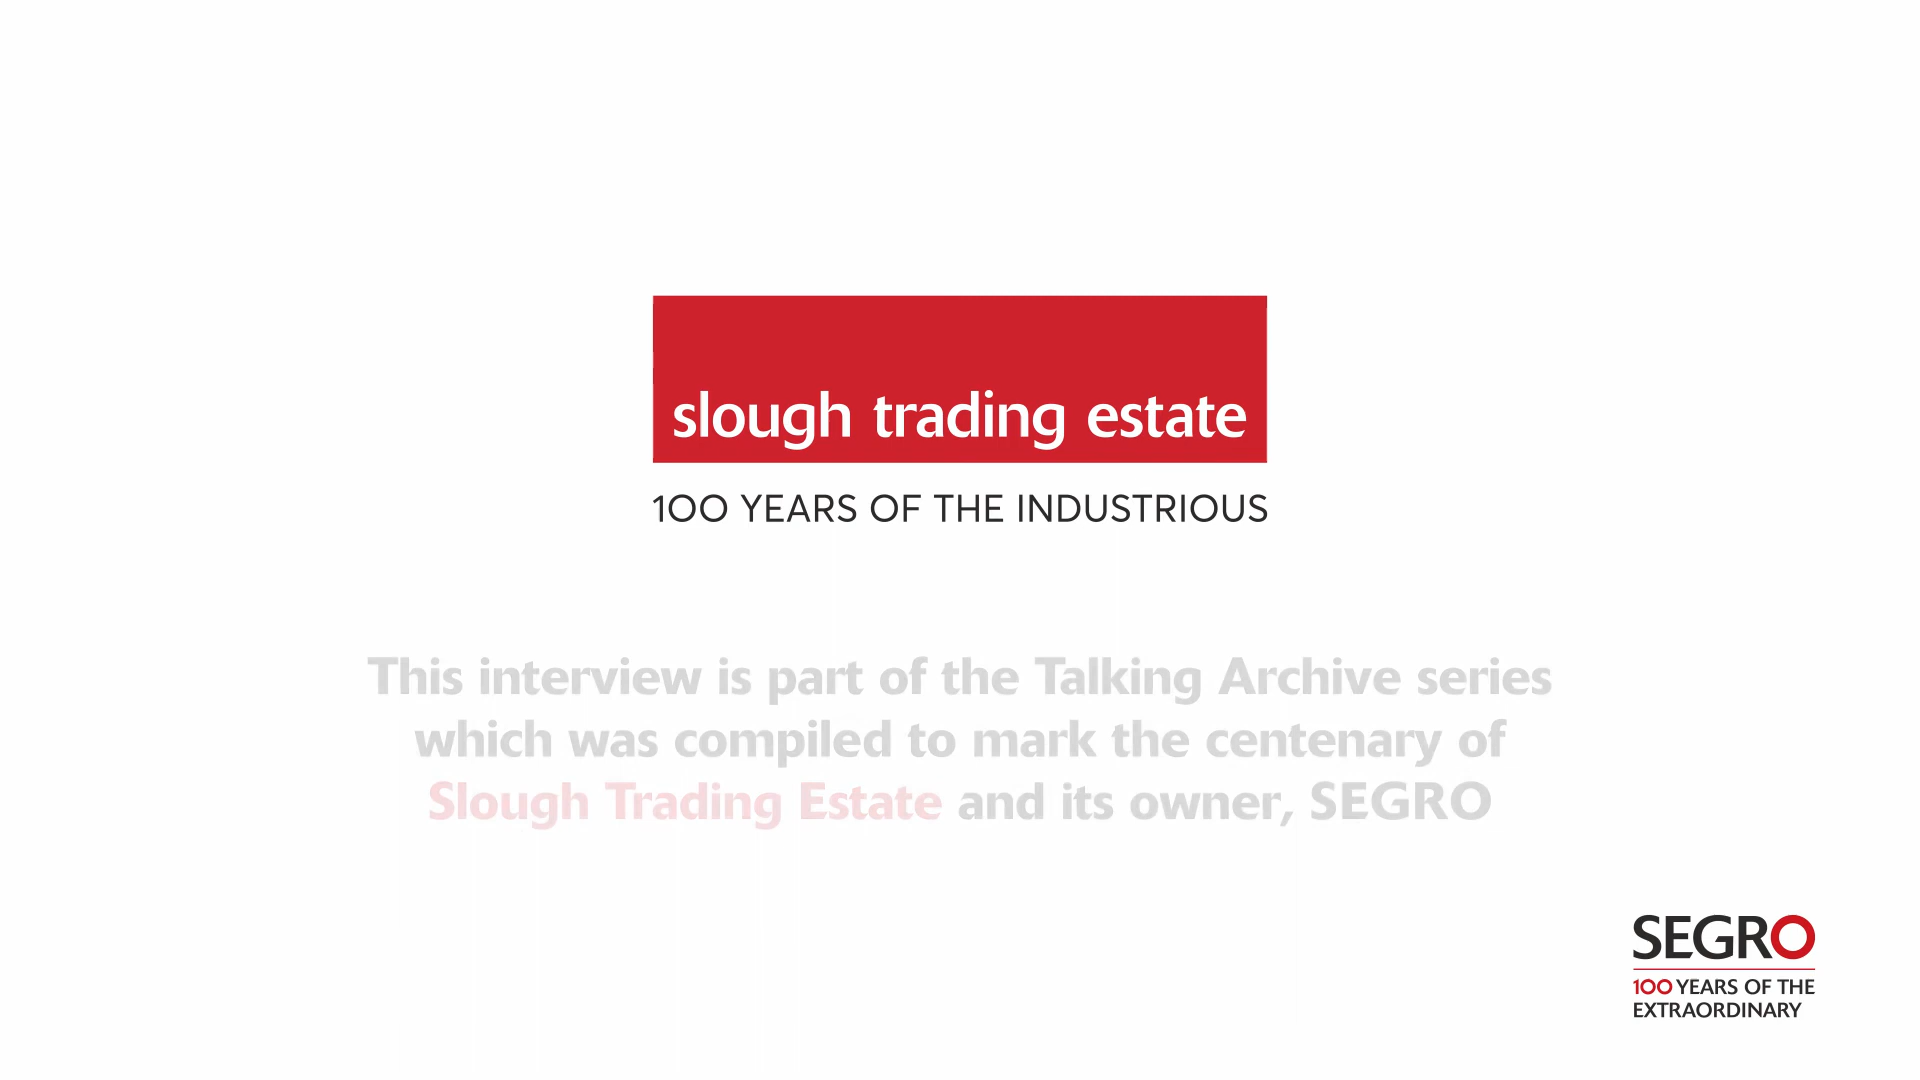 slough trading estate
100 YEARS OF THE INDUSTRIOUS
This interview is part of the Talking Archive series
which was compiled to mark the centenary of
Slough Trading Estate and its owner, SEGRO
SEGRO
100 YEARS OF THE
EXTRAORDINARY